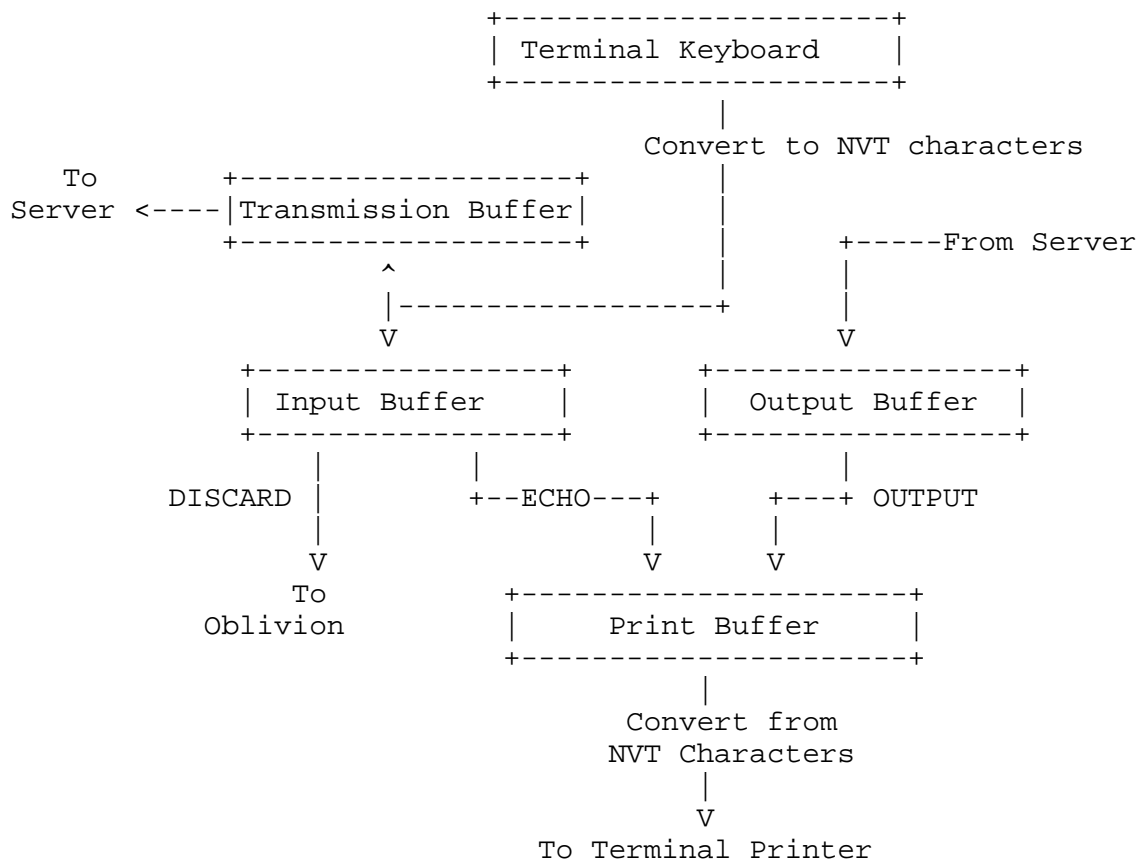 Terminal Keyboard
Convert to NVT characters
To
Server <----|Transmission Buffer|
+-----From Server
Input Buffer
Output Buffer
DISCARD
+--ECHO---+
+---+ OUTPUT
To
Oblivion
Print Buffer
Convert from
NVT Characters
To Terminal Printer